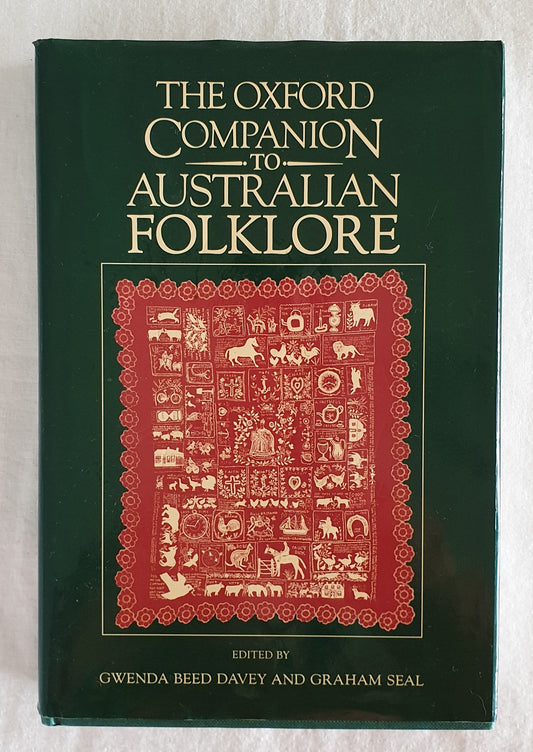 THE OXFORD
COMPANION
TO
AUSTRALIAN
FOLKLORE
EDITED BY
GWENDA BEED DAVEY AND GRAHAM SEAL